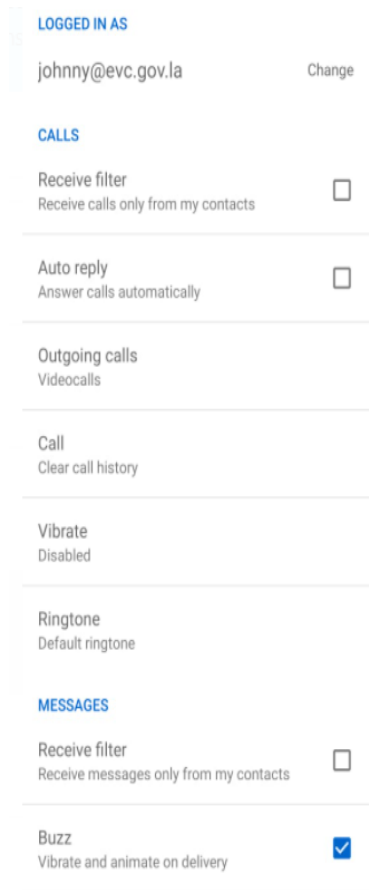 LOGGED IN AS
johnny@evc.gov.la Change
CALLS
Receive filter
Receive calls only from my contacts
Auto reply
Answer calls automatically
Outgoing calls
Videocalls
Call
Clear call history
Vibrate
Disabled
Ringtone
Default ringtone
MESSAGES
Receive filter
Receive messages only from my contacts
Buzz
Vibrate and animate on delivery